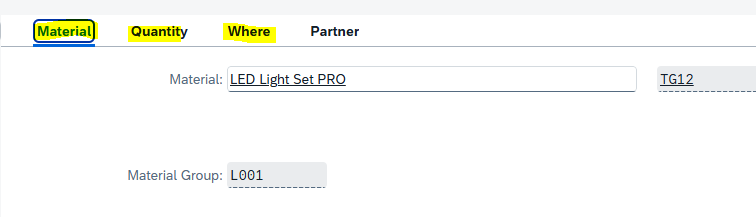 Material Quantity Where Partner
Material: LED Light Set PRO TG12
Material Group: L001